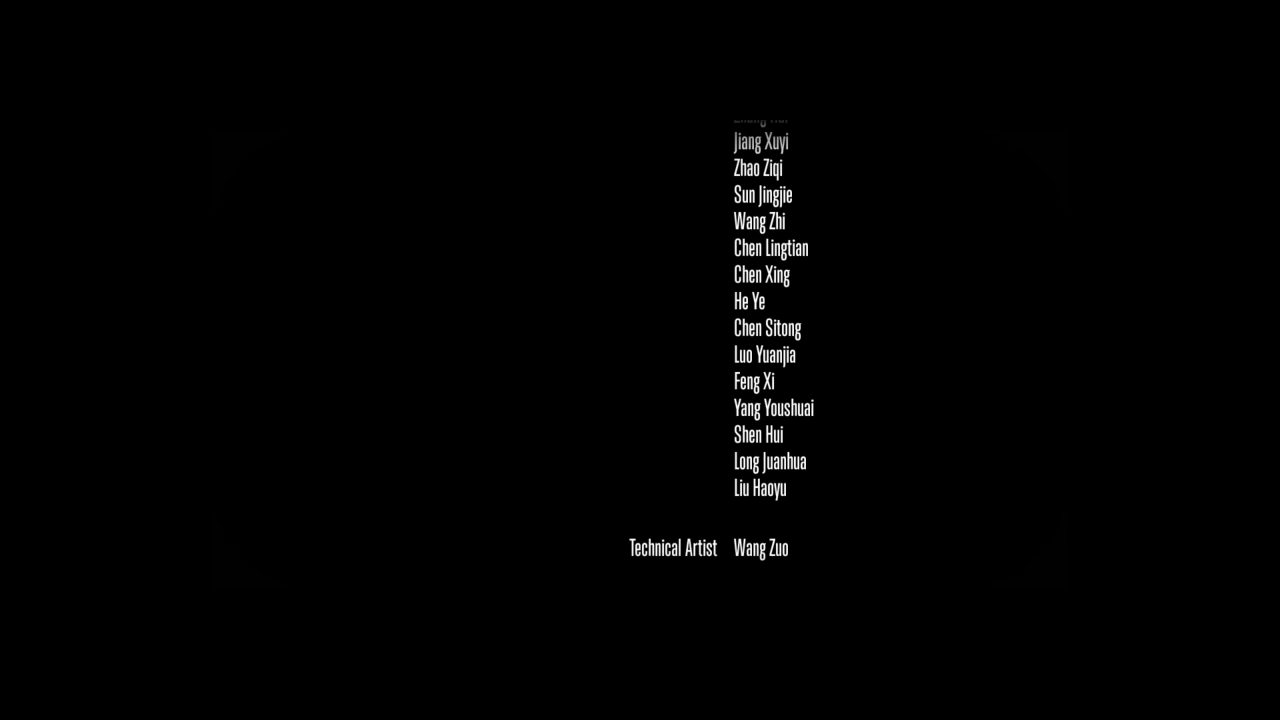 Jiang Xuyi
Zhao Ziqi
Sun Jingjie
Wang Zhi
Chen Lingtian
Chen Xing
He Ye
Chen Sitong
Luo Yuanjia
Feng Xi
Yang Youshuai
Shen Hui
Long Juanhua
Liu Haoyu
Technical Artist Wang Zuo